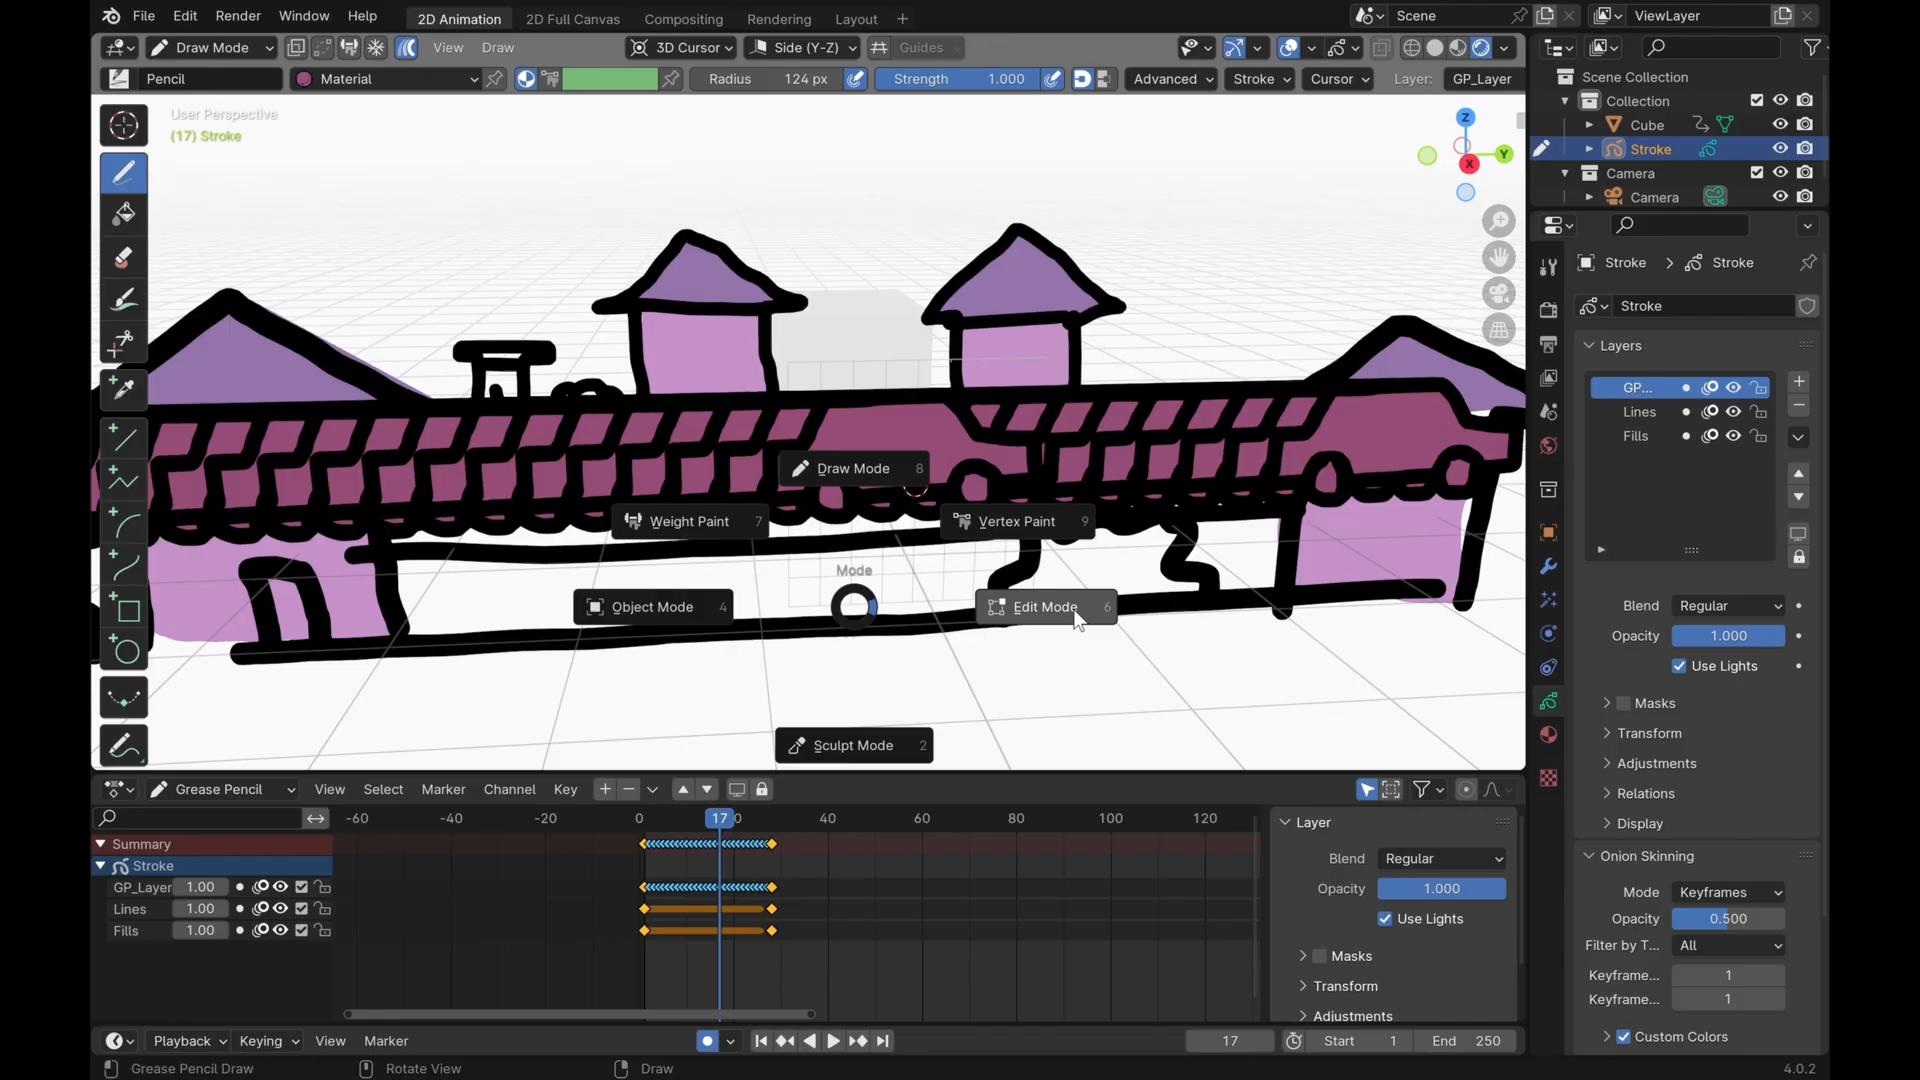 File Edit Render Window Help 2D Animation 2D Full Canvas Compositing Rendering Layout Scene ViewLayer
Draw Mode View Draw 3D Cursor Side (Y-Z) Guides
Pencil Material Radius 124 px Strength 1.000 Advanced Stroke Cursor Layer: GP_Layer
User Perspective
(17) Stroke
Z
Y
X
Draw Mode 8
Weight Paint 7
Vertex Paint 9
Mode
Object Mode 4
Edit Mode 6
Sculpt Mode 2
Scene Collection
Collection
Cube
Stroke
Camera
Camera
Stroke Stroke
Stroke
Layers
GP...
Lines
Fills
Blend Regular
Opacity 1.000
Use Lights
Masks
Transform
Adjustments
Relations
Display
Onion Skinning
Mode Keyframes
Opacity 0.500
Filter by T... All
Keyframe... 1
Keyframe... 1
Custom Colors
Grease Pencil View Select Marker Channel Key
-60 -40 -20 0 17 0 40 60 80 100 120
Summary
Stroke
GP_Layer 1.00
Lines 1.00
Fills 1.00
Layer
Blend Regular
Opacity 1.000
Use Lights
Masks
Transform
Adjustments
Playback Keying View Marker 17 Start 1 End 250
Grease Pencil Draw Rotate View Draw 4.0.2